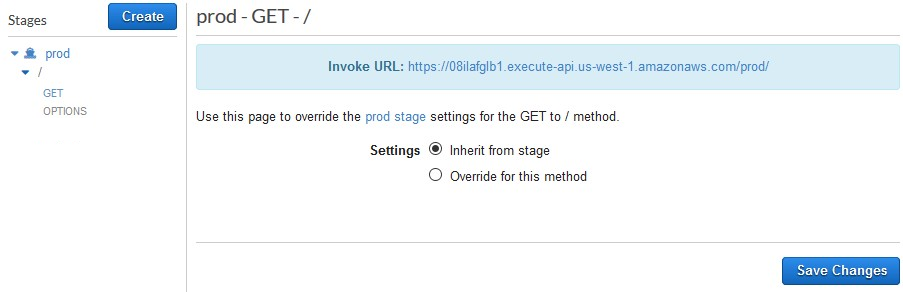 Stages
Create
prod
/
GET
OPTIONS
prod - GET - /
Invoke URL: https://08ilafglb1.execute-api.us-west-1.amazonaws.com/prod/
Use this page to override the prod stage settings for the GET to / method.
Settings Inherit from stage
Override for this method
Save Changes